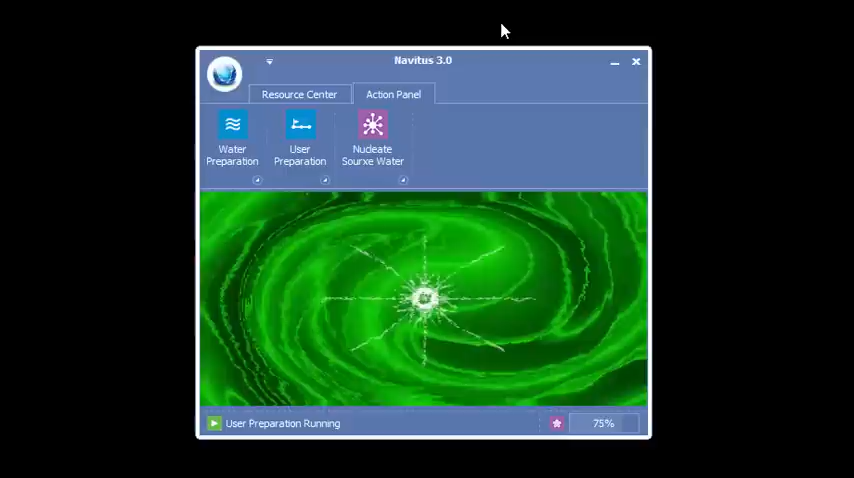 Navitus 3.0
Resource Center
Action Panel
Water
Preparation
User
Preparation
Nucleate
Sourxe Water
User Preparation Running
75%